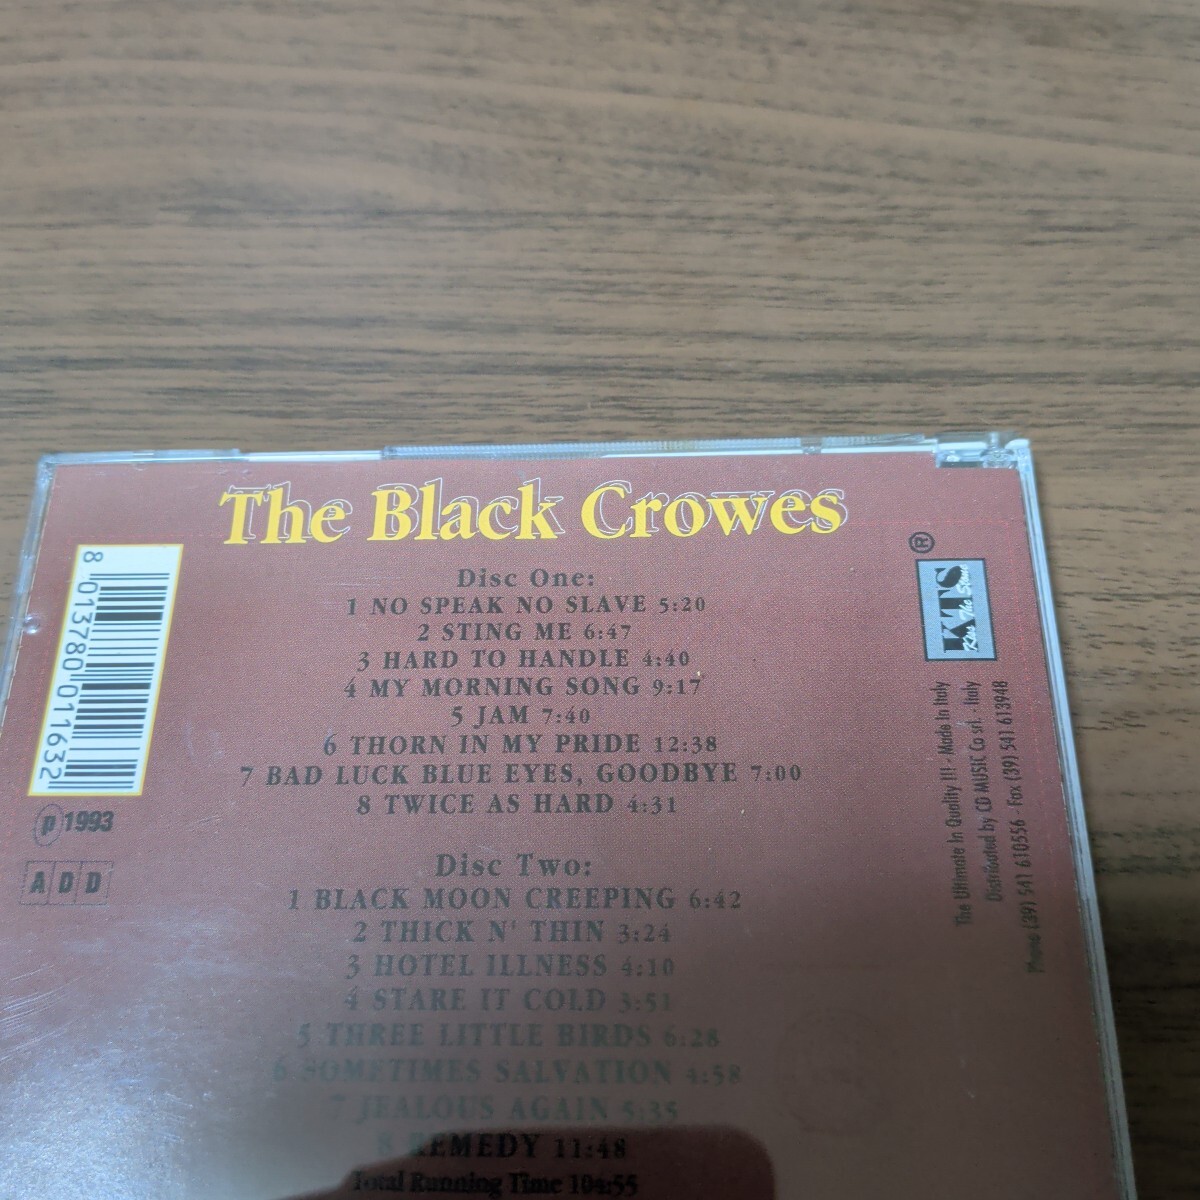 The Black Crowes
Disc One:
1 NO SPEAK NO SLAVE 5:20
2 STING ME 6:47
3 HARD TO HANDLE 4:40
4 MY MORNING SONG 9:17
5 JAM 7:40
6 THORN IN MY PRIDE 12:38
7 BAD LUCK BLUE EYES, GOODBYE 7:00
8 TWICE AS HARD 4:31
Disc Two:
1 BLACK MOON CREEPING 6:42
2 THICK N' THIN 3:24
3 HOTEL ILLNESS 4:10
4 STARE IT COLD 3:51
5 THREE LITTLE BIRDS 6:28
6 SOMETIMES SALVATION 4:58
7 JEALOUS AGAIN 5:35
8 REMEDY 11:48
Total Running Time 104:55
8 013780 011632
℗ 1993
A D D
®
KTS
Kiss The Stone
The Ultimate In Quality !!! - Made In Italy
Distributed by CD MUSIC Co srl. - Italy
Phone (39) 541 610556 - Fax (39) 541 613948